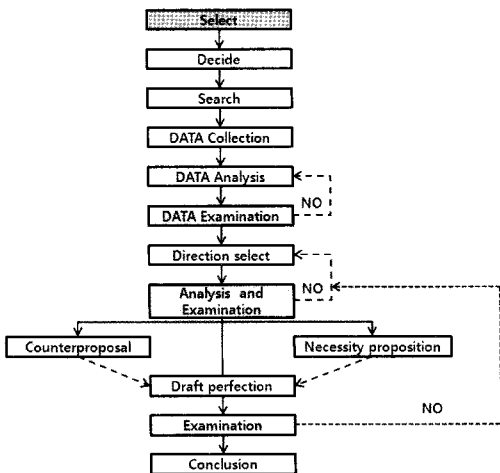 Select
Decide
Search
DATA Collection
DATA Analysis
NO
DATA Examination
Direction select
NO
Analysis and
Examination
Counterproposal
Necessity proposition
Draft perfection
NO
Examination
Conclusion